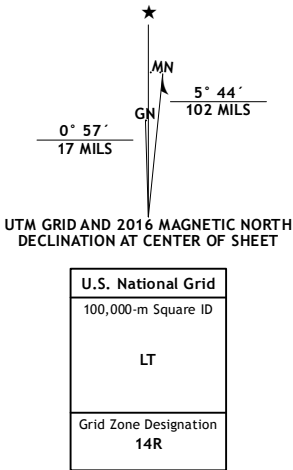 ★
MN
GN
5° 44´
102 MILS
0° 57´
17 MILS
UTM GRID AND 2016 MAGNETIC NORTH
DECLINATION AT CENTER OF SHEET
U.S. National Grid
100,000-m Square ID
LT
Grid Zone Designation
14R